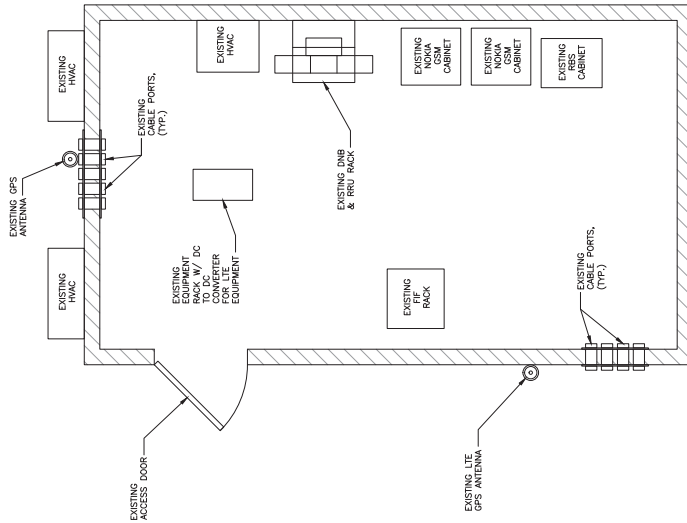 EXISTING GPS
ANTENNA
EXISTING
HVAC
EXISTING
HVAC
EXISTING
CABLE PORTS,
(TYP.)
EXISTING
HVAC
EXISTING
EQUIPMENT
RACK W/ DC
TO DC
CONVERTER
FOR LTE
EQUIPMENT
EXISTING DNB
& RRU RACK
EXISTING
NOKIA
GSM
CABINET
EXISTING
NOKIA
GSM
CABINET
EXISTING
RBS
CABINET
EXISTING
FIF
RACK
EXISTING
CABLE PORTS,
(TYP.)
EXISTING
ACCESS DOOR
EXISTING LTE
GPS ANTENNA